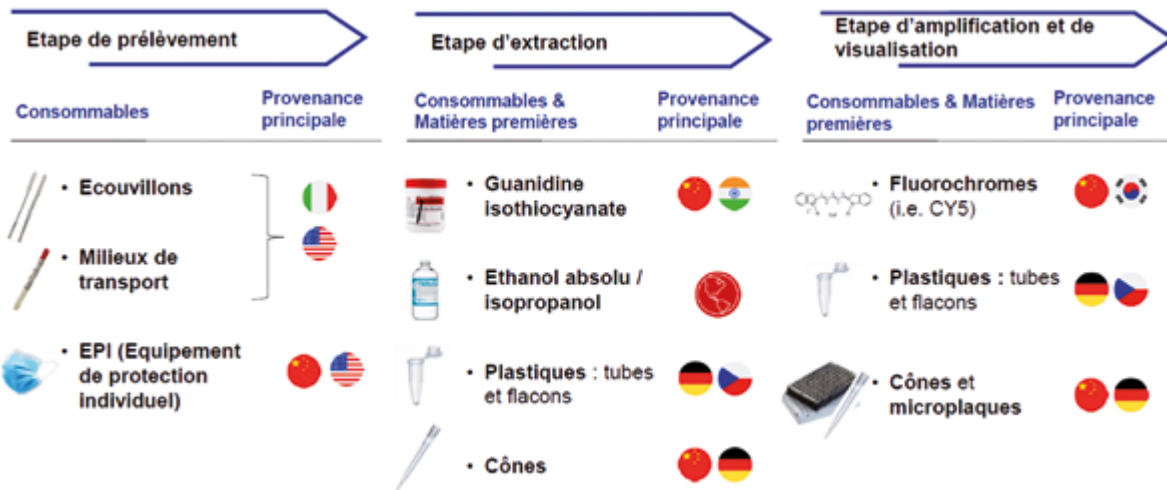 Etape de prélèvement
Etape d'extraction
Etape d'amplification et de
visualisation
Consommables
Provenance
principale
Consommables &
Matières premières
Provenance
principale
Consommables & Matières
premières
Provenance
principale
• Ecouvillons
• Milieux de
transport
• EPI (Equipement
de protection
individuel)
• Guanidine
isothiocyanate
• Ethanol absolu /
isopropanol
• Plastiques : tubes
et flacons
• Cônes
• Fluorochromes
(i.e. CY5)
• Plastiques : tubes
et flacons
• Cônes et
microplaques